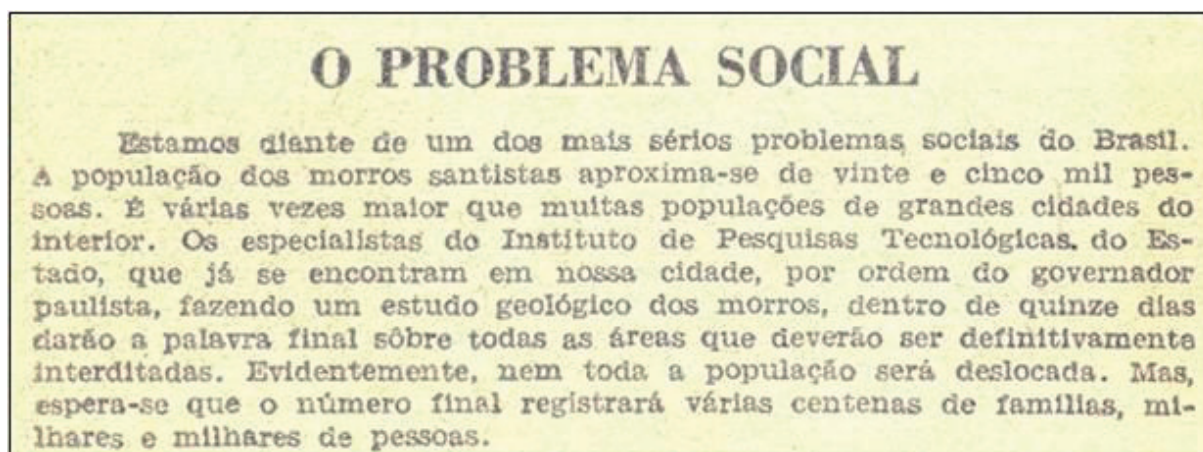 O PROBLEMA SOCIAL
Estamos diante de um dos mais sérios problemas sociais do Brasil.
A população dos morros santistas aproxima-se de vinte e cinco mil pes-
soas. É várias vezes maior que muitas populações de grandes cidades do
interior. Os especialistas do Instituto de Pesquisas Tecnológicas. do Es-
tado, que já se encontram em nossa cidade, por ordem do governador
paulista, fazendo um estudo geológico dos morros, dentro de quinze dias
darão a palavra final sôbre todas as áreas que deverão ser definitivamente
interditadas. Evidentemente, nem toda a população será deslocada. Mas,
espera-se que o número final registrará várias centenas de famílias, mi-
lhares e milhares de pessoas.